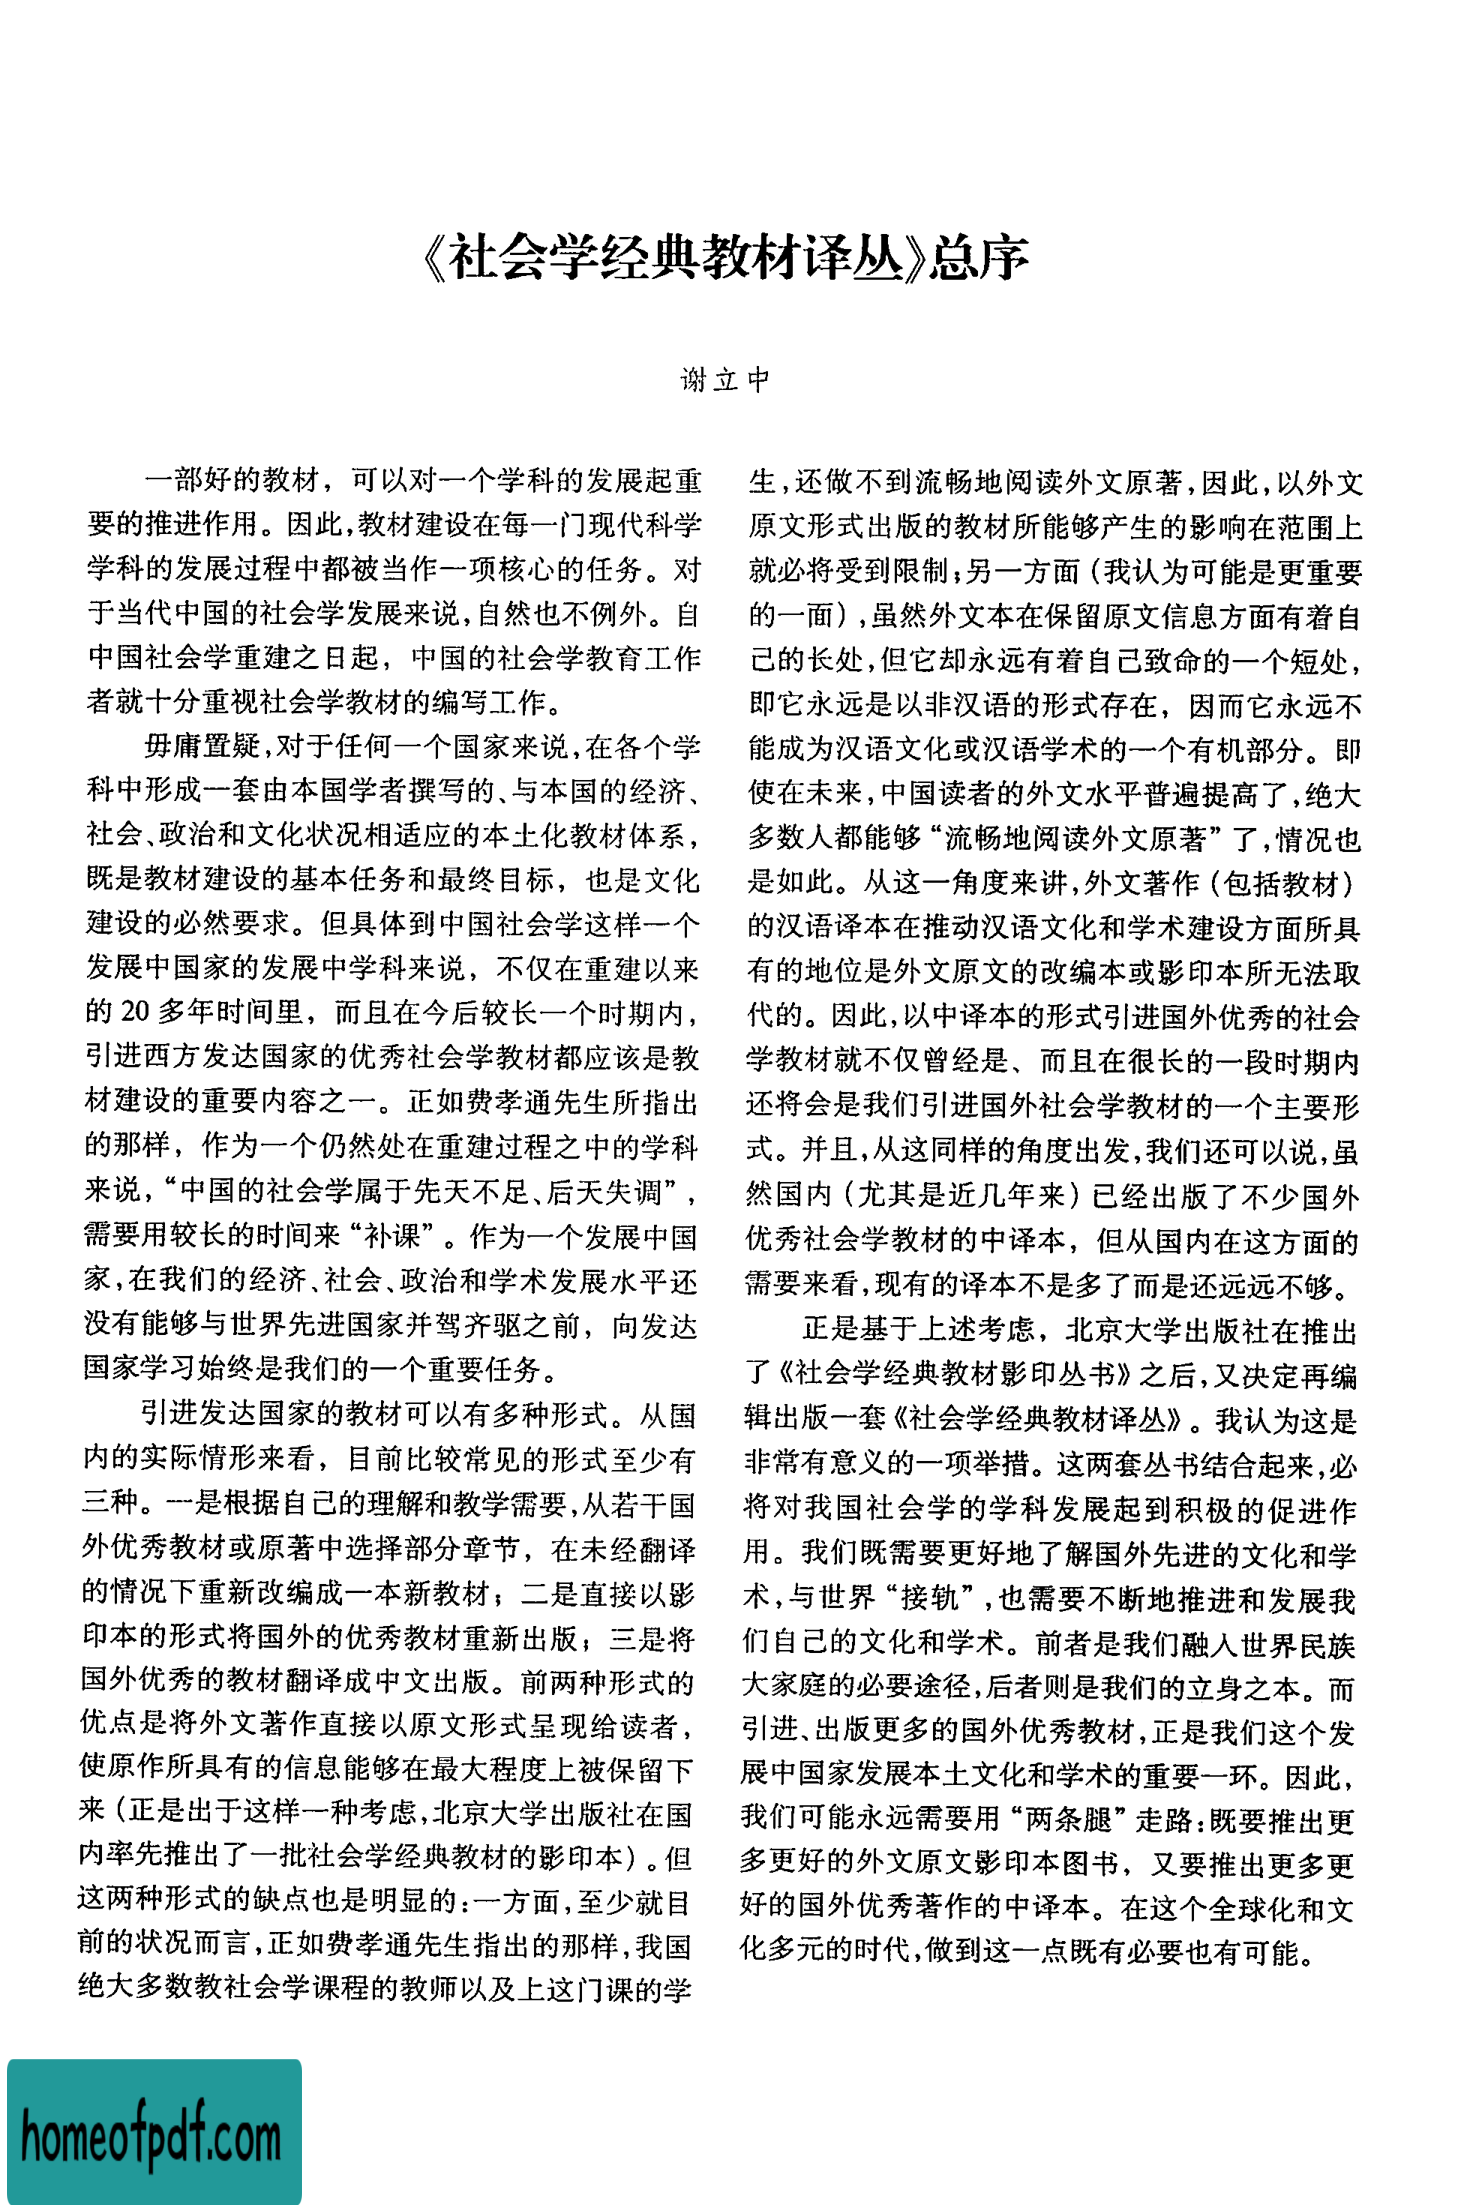 《社会学经典教材译丛》总序
谢立中
一部好的教材，可以对一个学科的发展起重
要的推进作用。因此,教材建设在每一门现代科学
学科的发展过程中都被当作一项核心的任务。对
于当代中国的社会学发展来说,自然也不例外。自
中国社会学重建之日起，中国的社会学教育工作
者就十分重视社会学教材的编写工作。
毋庸置疑,对于任何一个国家来说,在各个学
科中形成一套由本国学者撰写的、与本国的经济、
社会、政治和文化状况相适应的本土化教材体系，
既是教材建设的基本任务和最终目标，也是文化
建设的必然要求。但具体到中国社会学这样一个
发展中国家的发展中学科来说，不仅在重建以来
的 20 多年时间里，而且在今后较长一个时期内，
引进西方发达国家的优秀社会学教材都应该是教
材建设的重要内容之一。正如费孝通先生所指出
的那样，作为一个仍然处在重建过程之中的学科
来说，“中国的社会学属于先天不足、后天失调”，
需要用较长的时间来“补课”。作为一个发展中国
家,在我们的经济、社会、政治和学术发展水平还
没有能够与世界先进国家并驾齐驱之前，向发达
国家学习始终是我们的一个重要任务。
引进发达国家的教材可以有多种形式。从国
内的实际情形来看，目前比较常见的形式至少有
三种。一是根据自己的理解和教学需要,从若干国
外优秀教材或原著中选择部分章节，在未经翻译
的情况下重新改编成一本新教材；二是直接以影
印本的形式将国外的优秀教材重新出版；三是将
国外优秀的教材翻译成中文出版。前两种形式的
优点是将外文著作直接以原文形式呈现给读者，
使原作所具有的信息能够在最大程度上被保留下
来（正是出于这样一种考虑,北京大学出版社在国
内率先推出了一批社会学经典教材的影印本）。但
这两种形式的缺点也是明显的:一方面,至少就目
前的状况而言,正如费孝通先生指出的那样,我国
绝大多数教社会学课程的教师以及上这门课的学
生,还做不到流畅地阅读外文原著,因此,以外文
原文形式出版的教材所能够产生的影响在范围上
就必将受到限制;另一方面（我认为可能是更重要
的一面）,虽然外文本在保留原文信息方面有着自
己的长处,但它却永远有着自己致命的一个短处，
即它永远是以非汉语的形式存在，因而它永远不
能成为汉语文化或汉语学术的一个有机部分。即
使在未来,中国读者的外文水平普遍提高了,绝大
多数人都能够“流畅地阅读外文原著”了,情况也
是如此。从这一角度来讲,外文著作（包括教材）
的汉语译本在推动汉语文化和学术建设方面所具
有的地位是外文原文的改编本或影印本所无法取
代的。因此,以中译本的形式引进国外优秀的社会
学教材就不仅曾经是、而且在很长的一段时期内
还将会是我们引进国外社会学教材的一个主要形
式。并且,从这同样的角度出发,我们还可以说,虽
然国内（尤其是近几年来）已经出版了不少国外
优秀社会学教材的中译本，但从国内在这方面的
需要来看,现有的译本不是多了而是还远远不够。
正是基于上述考虑，北京大学出版社在推出
了《社会学经典教材影印丛书》之后,又决定再编
辑出版一套《社会学经典教材译丛》。我认为这是
非常有意义的一项举措。这两套丛书结合起来,必
将对我国社会学的学科发展起到积极的促进作
用。我们既需要更好地了解国外先进的文化和学
术,与世界“接轨”,也需要不断地推进和发展我
们自己的文化和学术。前者是我们融入世界民族
大家庭的必要途径,后者则是我们的立身之本。而
引进、出版更多的国外优秀教材,正是我们这个发
展中国家发展本土文化和学术的重要一环。因此，
我们可能永远需要用“两条腿”走路:既要推出更
多更好的外文原文影印本图书，又要推出更多更
好的国外优秀著作的中译本。在这个全球化和文
化多元的时代,做到这一点既有必要也有可能。
homeofpdf.com